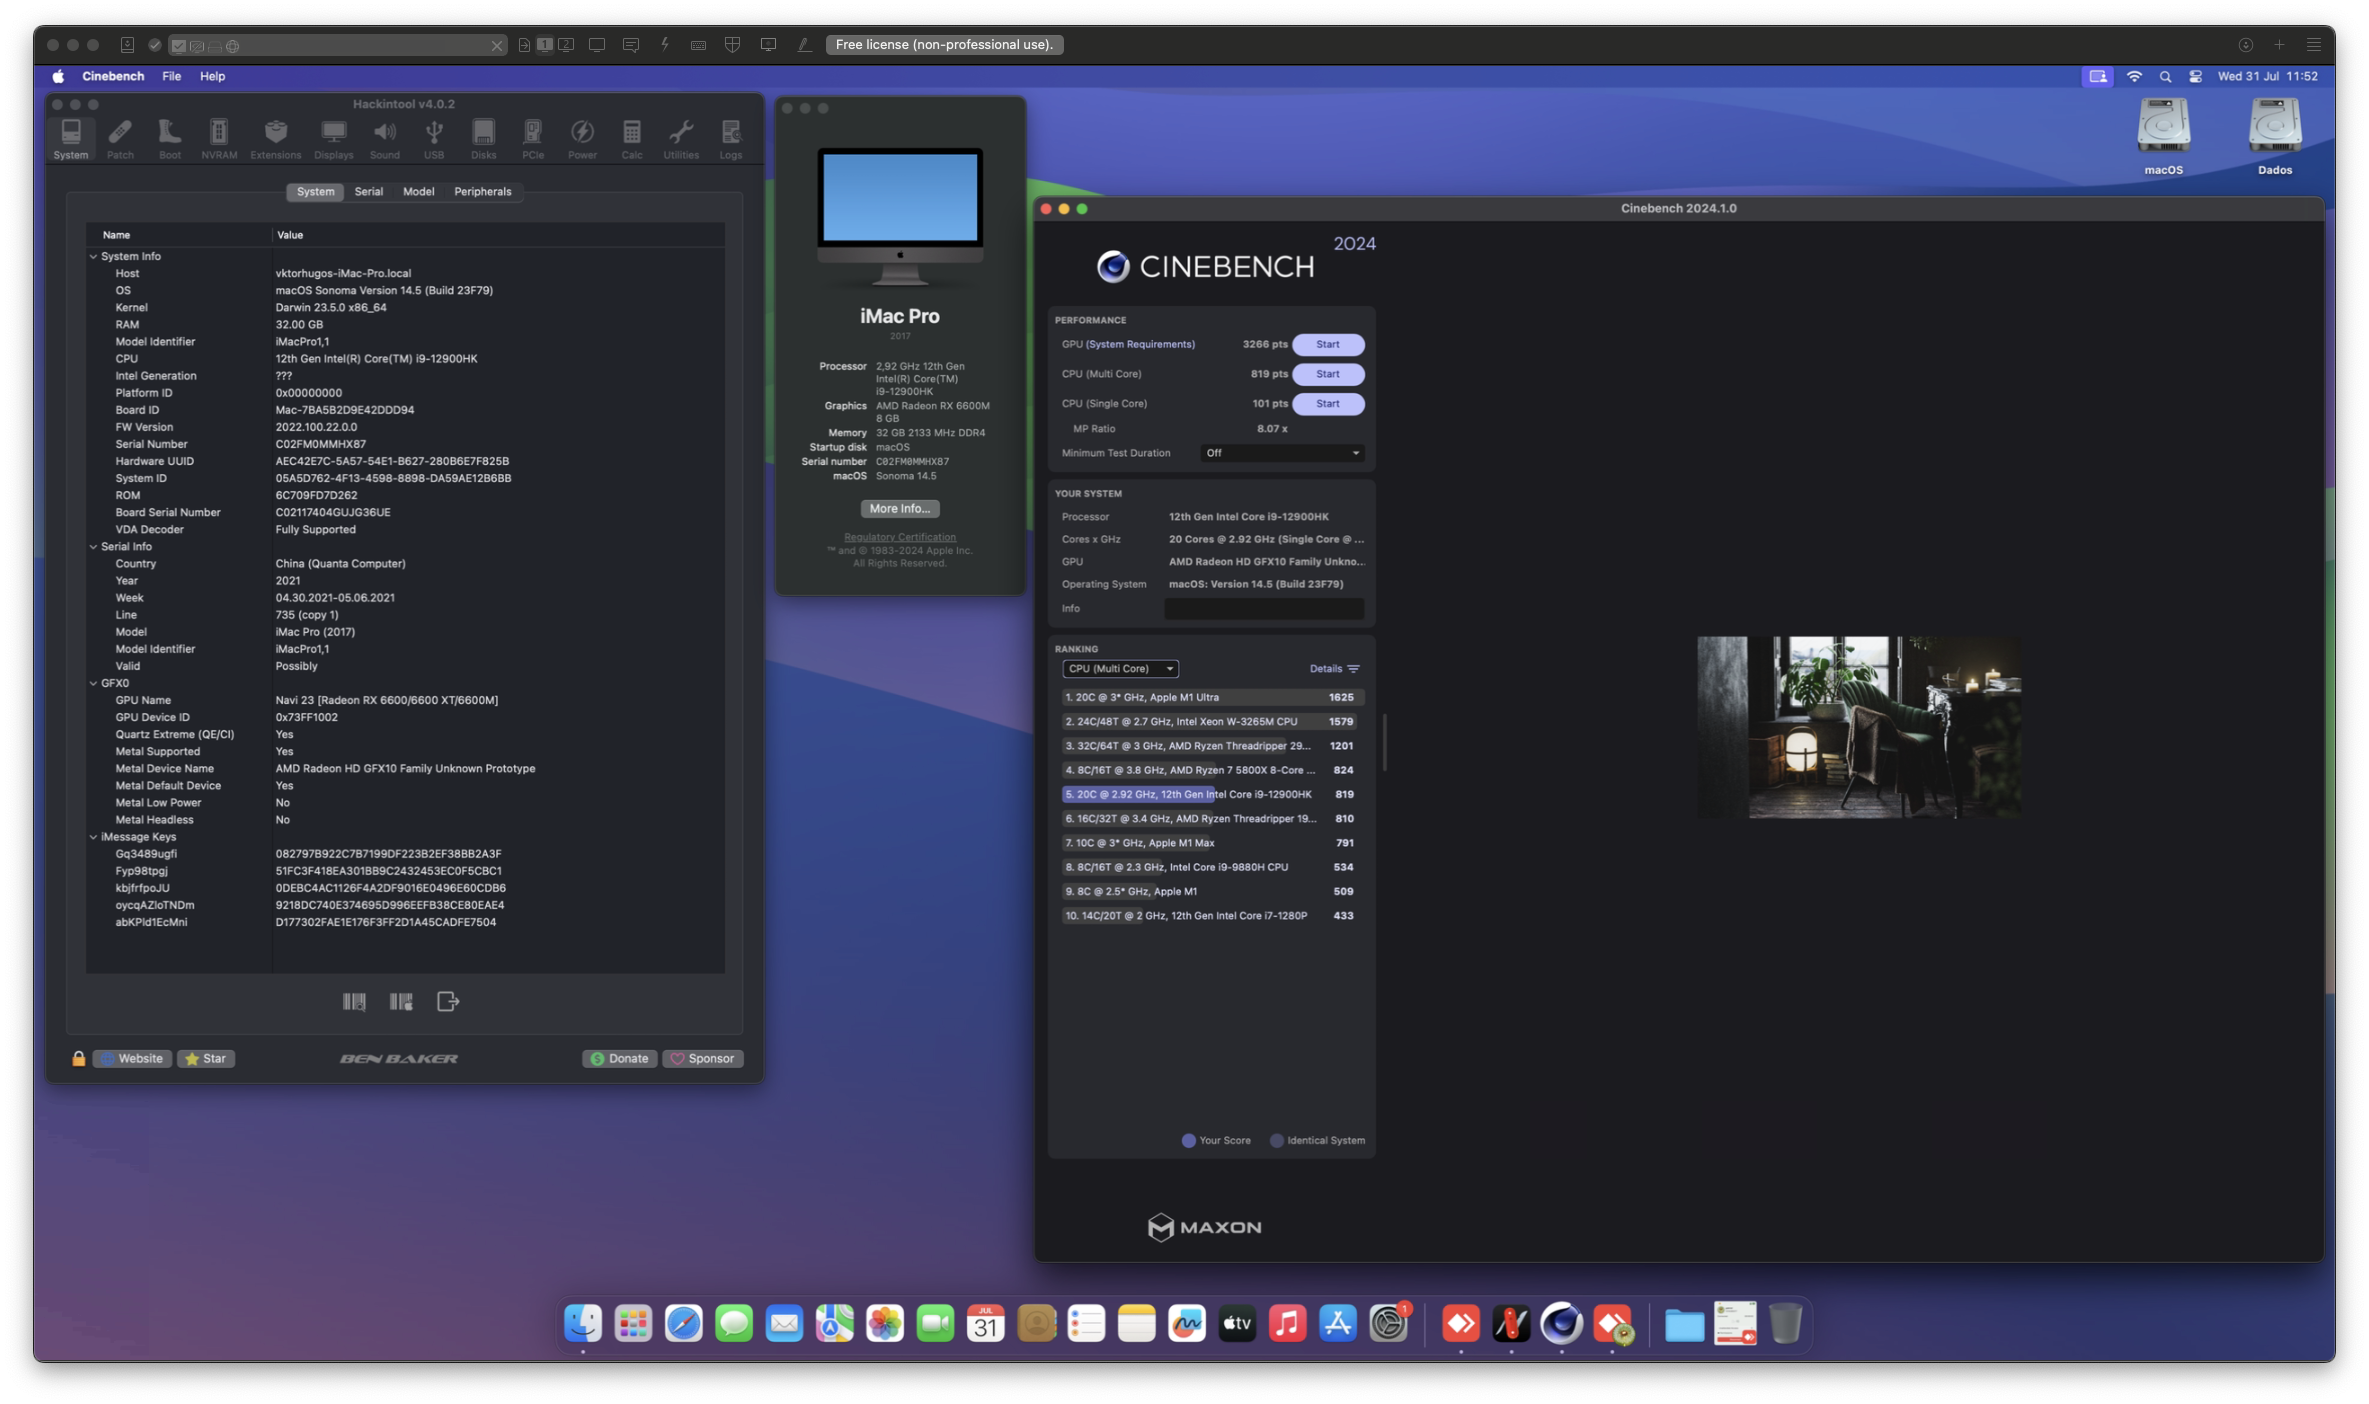 Free license (non-professional use).
Cinebench File Help
Wed 31 Jul 11:52
Hackintool v4.0.2
System Patch Boot NVRAM Extensions Displays Sound USB Disks PCIe Power Calc Utilities Logs
System Serial Model Peripherals
Name Value
System Info
Host vktorhugos-iMac-Pro.local
OS macOS Sonoma Version 14.5 (Build 23F79)
Kernel Darwin 23.5.0 x86_64
RAM 32.00 GB
Model Identifier iMacPro1,1
CPU 12th Gen Intel(R) Core(TM) i9-12900HK
Intel Generation ???
Platform ID 0x00000000
Board ID Mac-7BA5B2D9E42DDD94
FW Version 2022.100.22.0.0
Serial Number C02FM0MMHX87
Hardware UUID AEC42E7C-5A57-54E1-B627-280B6E7F825B
System ID 05A5D762-4F13-4598-8898-DA59AE12B6BB
ROM 6C709FD7D262
Board Serial Number C02117404GUJG36UE
VDA Decoder Fully Supported
Serial Info
Country China (Quanta Computer)
Year 2021
Week 04.30.2021-05.06.2021
Line 735 (copy 1)
Model iMac Pro (2017)
Model Identifier iMacPro1,1
Valid Possibly
GFX0
GPU Name Navi 23 [Radeon RX 6600/6600 XT/6600M]
GPU Device ID 0x73FF1002
Quartz Extreme (QE/CI) Yes
Metal Supported Yes
Metal Device Name AMD Radeon HD GFX10 Family Unknown Prototype
Metal Default Device Yes
Metal Low Power No
Metal Headless No
iMessage Keys
Gq3489ugfi 082797B922C7B7199DF223B2EF38BB2A3F
Fyp98tpgj 51FC3F418EA301BB9C2432453EC0F5CBC1
kbjfrfpoJU 0DEBC4AC1126F4A2DF9016E0496E60CDB6
oycqAZloTNDm 9218DC740E374695D996EEFB38CE80EAE4
abKPld1EcMni D177302FAE1E176F3FF2D1A45CADFE7504
Website Star BEN BAKER Donate Sponsor
iMac Pro
2017
Processor 2,92 GHz 12th Gen
Intel(R) Core(TM)
i9-12900HK
Graphics AMD Radeon RX 6600M
8 GB
Memory 32 GB 2133 MHz DDR4
Startup disk macOS
Serial number C02FM0MMHX87
macOS Sonoma 14.5
More Info...
Regulatory Certification
™ and © 1983-2024 Apple Inc.
All Rights Reserved.
macOS Dados
Cinebench 2024.1.0
CINEBENCH 2024
PERFORMANCE
GPU (System Requirements) 3266 pts Start
CPU (Multi Core) 819 pts Start
CPU (Single Core) 101 pts Start
MP Ratio 8.07 x
Minimum Test Duration Off
YOUR SYSTEM
Processor 12th Gen Intel Core i9-12900HK
Cores x GHz 20 Cores @ 2.92 GHz (Single Core @ ...
GPU AMD Radeon HD GFX10 Family Unkno...
Operating System macOS: Version 14.5 (Build 23F79)
Info
RANKING
CPU (Multi Core) Details
1. 20C @ 3* GHz, Apple M1 Ultra 1625
2. 24C/48T @ 2.7 GHz, Intel Xeon W-3265M CPU 1579
3. 32C/64T @ 3 GHz, AMD Ryzen Threadripper 29... 1201
4. 8C/16T @ 3.8 GHz, AMD Ryzen 7 5800X 8-Core ... 824
5. 20C @ 2.92 GHz, 12th Gen Intel Core i9-12900HK 819
6. 16C/32T @ 3.4 GHz, AMD Ryzen Threadripper 19... 810
7. 10C @ 3* GHz, Apple M1 Max 791
8. 8C/16T @ 2.3 GHz, Intel Core i9-9880H CPU 534
9. 8C @ 2.5* GHz, Apple M1 509
10. 14C/20T @ 2 GHz, 12th Gen Intel Core i7-1280P 433
Your Score Identical System
MAXON
JUL
31
tv
1